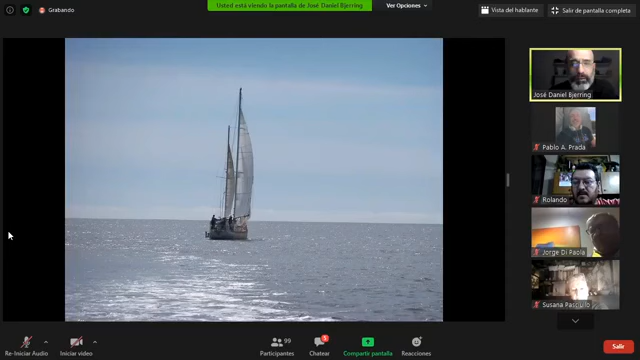 Grabando
Usted está viendo la pantalla de José Daniel Bjerring
Ver Opciones
Vista del hablante
Salir de pantalla completa
José Daniel Bjerring
Pablo A. Prada
Rolando
Jorge Di Paola
Susana Pasquilo
Re-Iniciar Audio
Iniciar video
Participantes
99
Chatear
5
Compartir pantalla
Reacciones
Salir